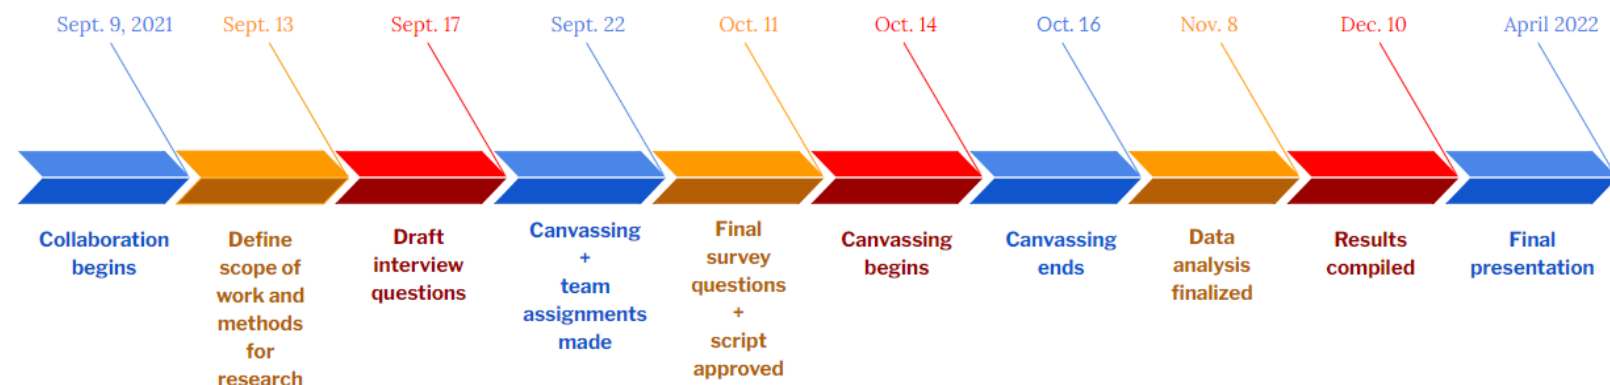 Sept. 9, 2021
Sept. 13
Sept. 17
Sept. 22
Oct. 11
Oct. 14
Oct. 16
Nov. 8
Dec. 10
April 2022
Collaboration
begins
Define
scope of
work and
methods
for
research
Draft
interview
questions
Canvassing
+
team
assignments
made
Final
survey
questions
+
script
approved
Canvassing
begins
Canvassing
ends
Data
analysis
finalized
Results
compiled
Final
presentation